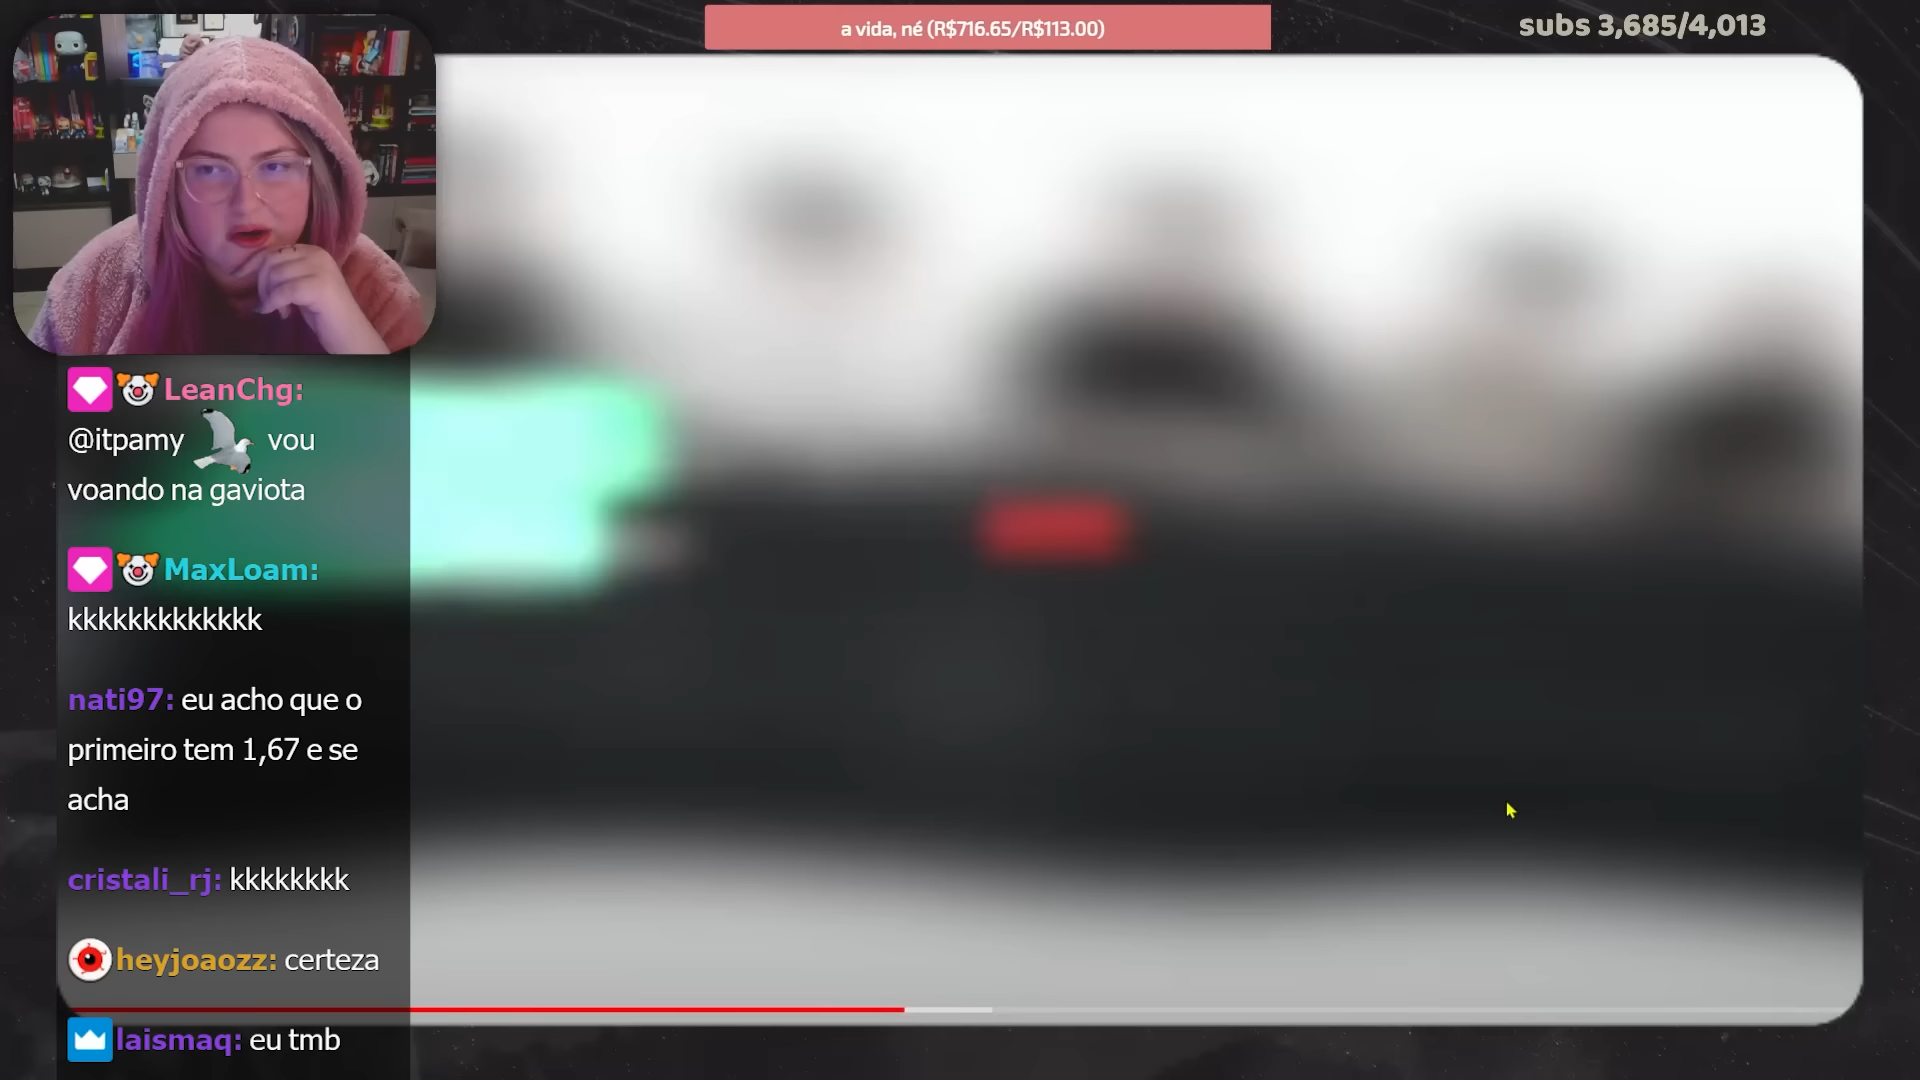 a vida, né (R$716.65/R$113.00)
subs 3,685/4,013
LeanChg:
@itpamy vou
voando na gaviota
MaxLoam:
kkkkkkkkkkkkk
nati97: eu acho que o
primeiro tem 1,67 e se
acha
cristali_rj: kkkkkkkk
heyjoaozz: certeza
laismaq: eu tmb